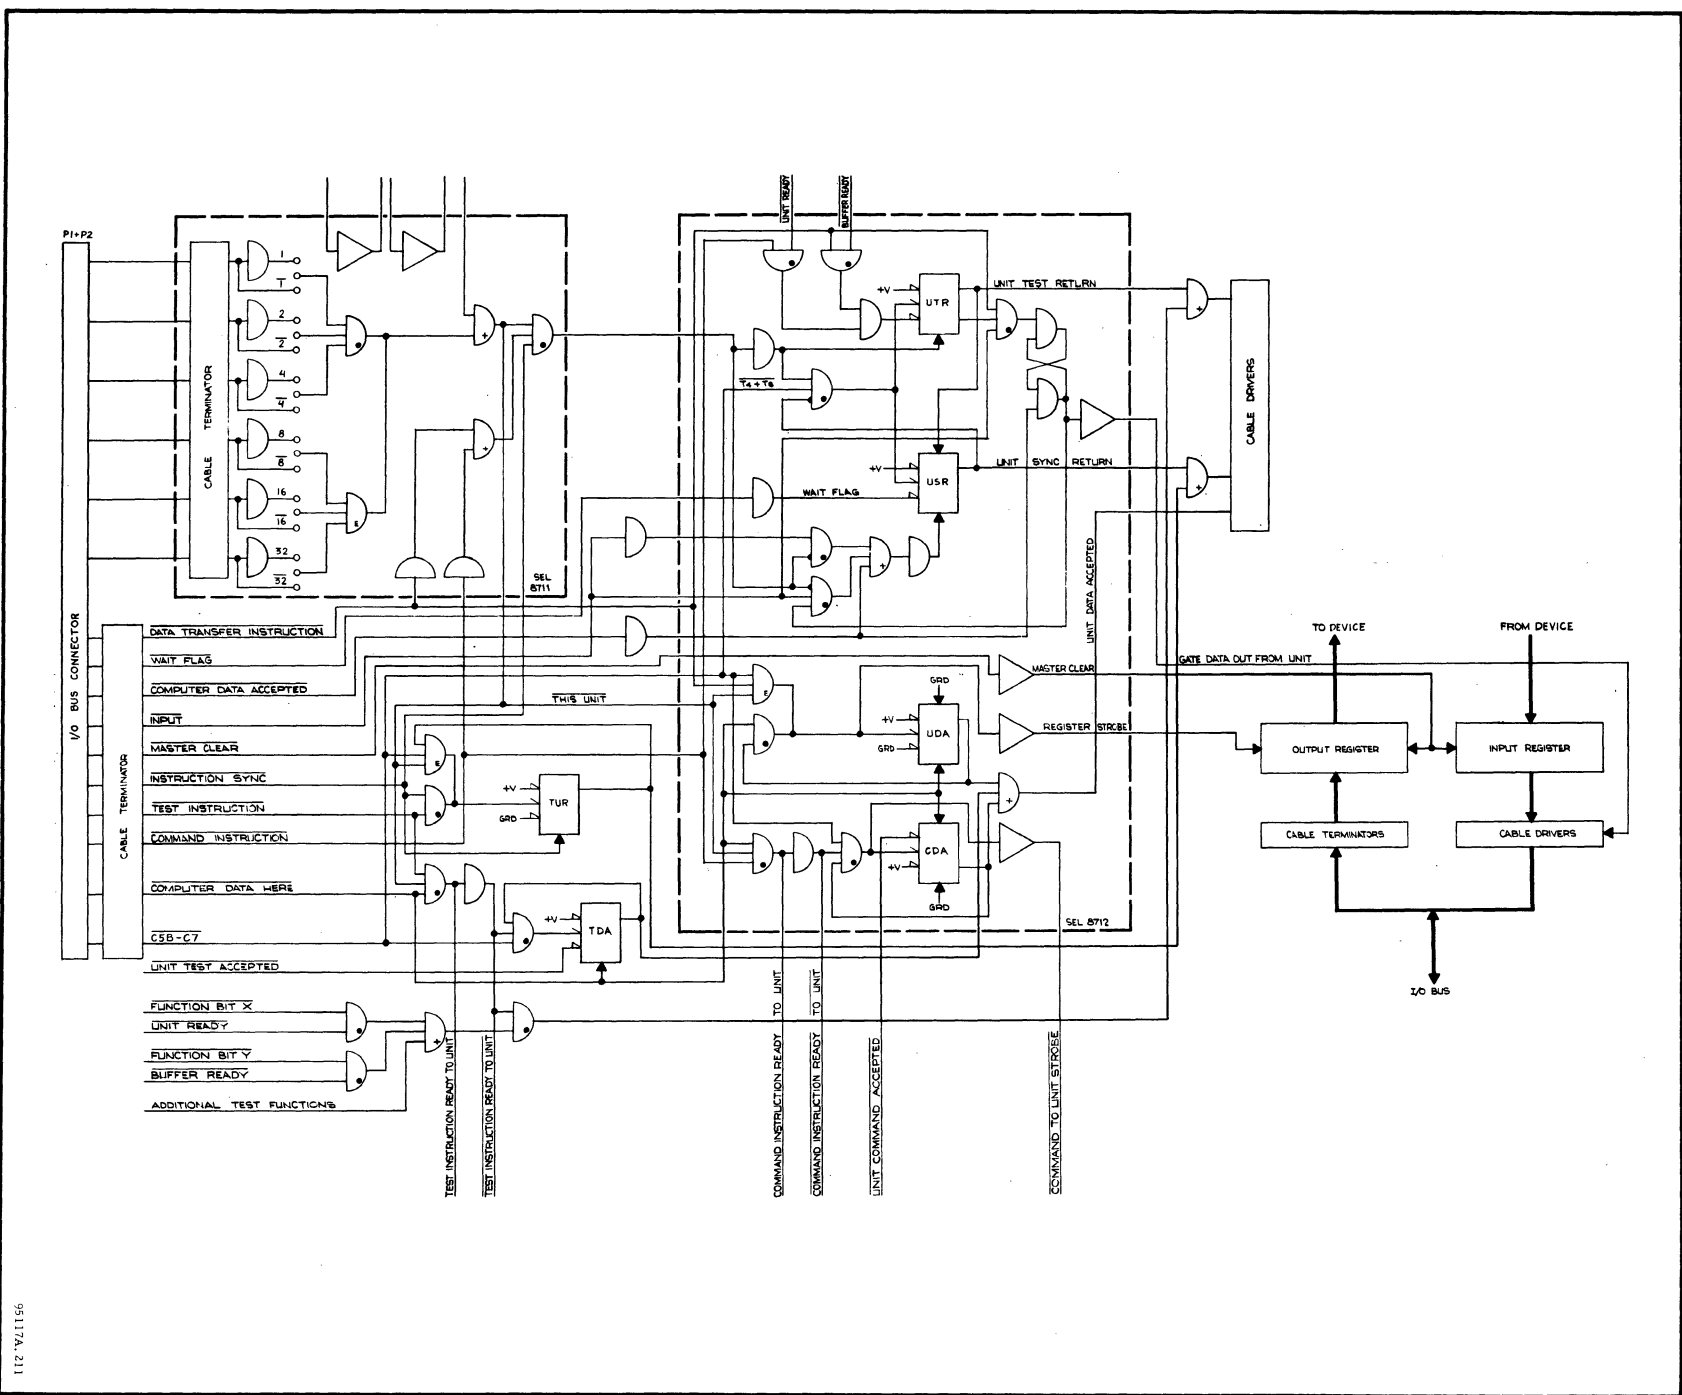 P1+P2
I/O BUS CONNECTOR
CABLE TERMINATOR
1
1
2
2
4
4
8
8
16
16
32
32
SEL
8711
CABLE TERMINATOR
DATA TRANSFER INSTRUCTION
WAIT FLAG
COMPUTER DATA ACCEPTED
INPUT
MASTER CLEAR
INSTRUCTION SYNC
TEST INSTRUCTION
COMMAND INSTRUCTION
COMPUTER DATA HERE
C5B-C7
UNIT TEST ACCEPTED
FUNCTION BIT X
UNIT READY
FUNCTION BIT Y
BUFFER READY
ADDITIONAL TEST FUNCTIONS
E
+
+
THIS UNIT
E
+V
GRD
TUR
+V
TDA
+
TEST INSTRUCTION READY TO UNIT
TEST INSTRUCTION READY TO UNIT
UNIT READY
BUFFER READY
+V
UTR
UNIT TEST RETURN
T4+T6
+V
USR
UNIT SYNC RETURN
WAIT FLAG
+
UNIT DATA ACCEPTED
MASTER CLEAR
E
GRD
+V
GRD
UDA
REGISTER STROBE
+
CDA
+V
GRD
SEL 8712
COMMAND INSTRUCTION READY TO UNIT
COMMAND INSTRUCTION READY TO UNIT
UNIT COMMAND ACCEPTED
COMMAND TO UNIT STROBE
+
+
CABLE DRIVERS
GATE DATA OUT FROM UNIT
TO DEVICE
FROM DEVICE
OUTPUT REGISTER
INPUT REGISTER
CABLE TERMINATORS
CABLE DRIVERS
I/O BUS
95117A.211